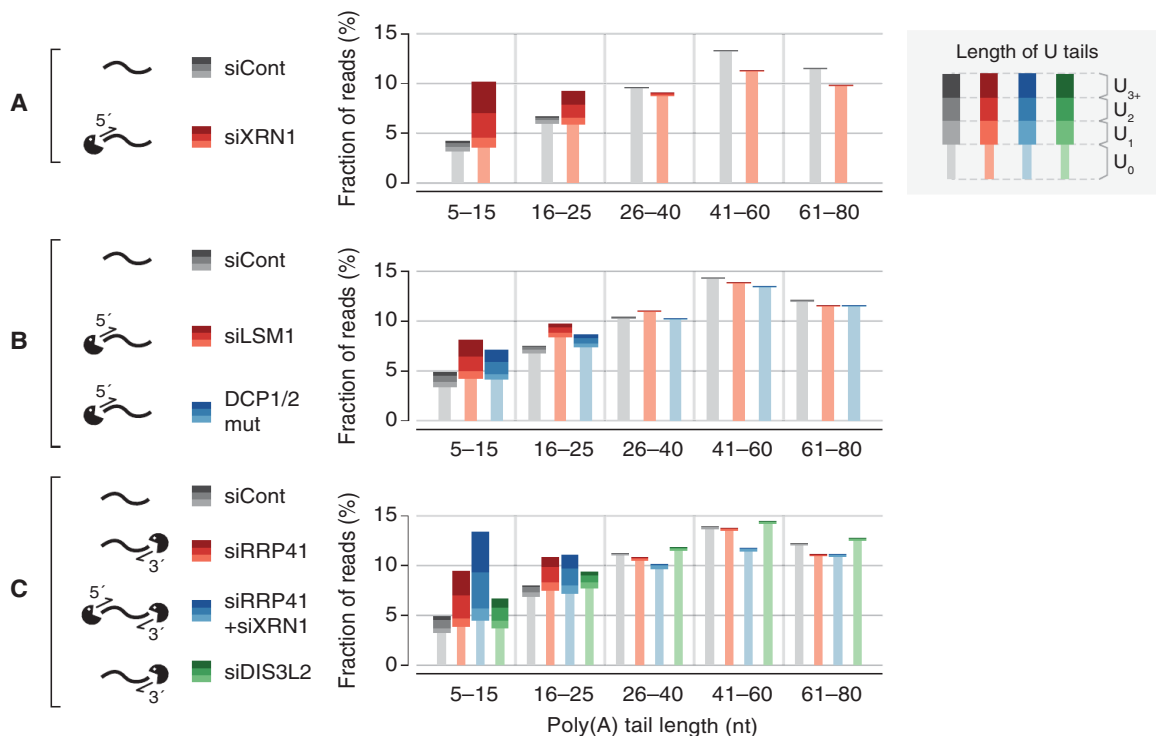 A
5´
siCont
siXRN1
Fraction of reads (%)
15
10
5
0
5–15
16–25
26–40
41–60
61–80
Length of U tails
U3+
U2
U1
U0
B
5´
5´
siCont
siLSM1
DCP1/2
mut
Fraction of reads (%)
15
10
5
0
5–15
16–25
26–40
41–60
61–80
C
3´
5´
3´
3´
siCont
siRRP41
siRRP41
+siXRN1
siDIS3L2
Fraction of reads (%)
15
10
5
0
5–15
16–25
26–40
41–60
61–80
Poly(A) tail length (nt)